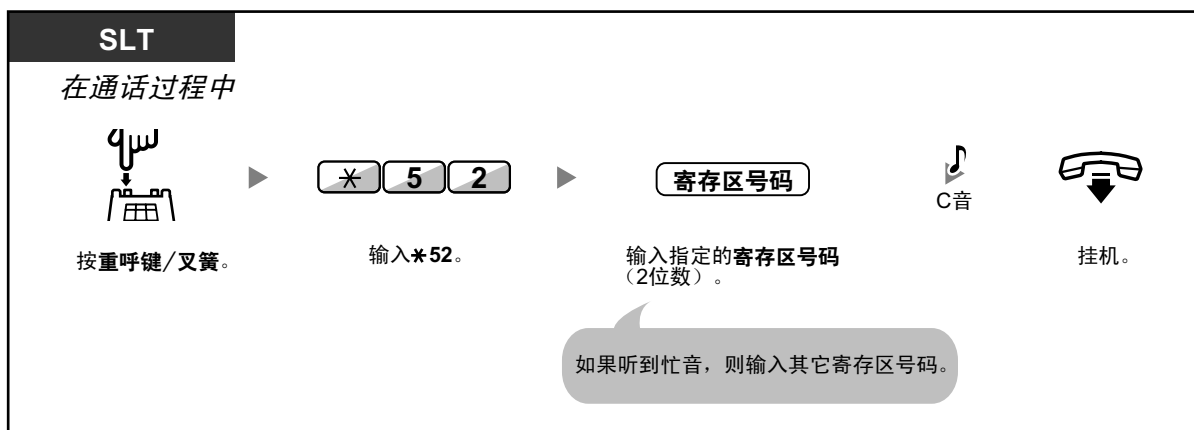 SLT
在通话过程中
* 5 2
寄存区号码
C音
按重呼键/叉簧。
输入*52。
输入指定的寄存区号码
（2位数）。
挂机。
如果听到忙音，则输入其它寄存区号码。